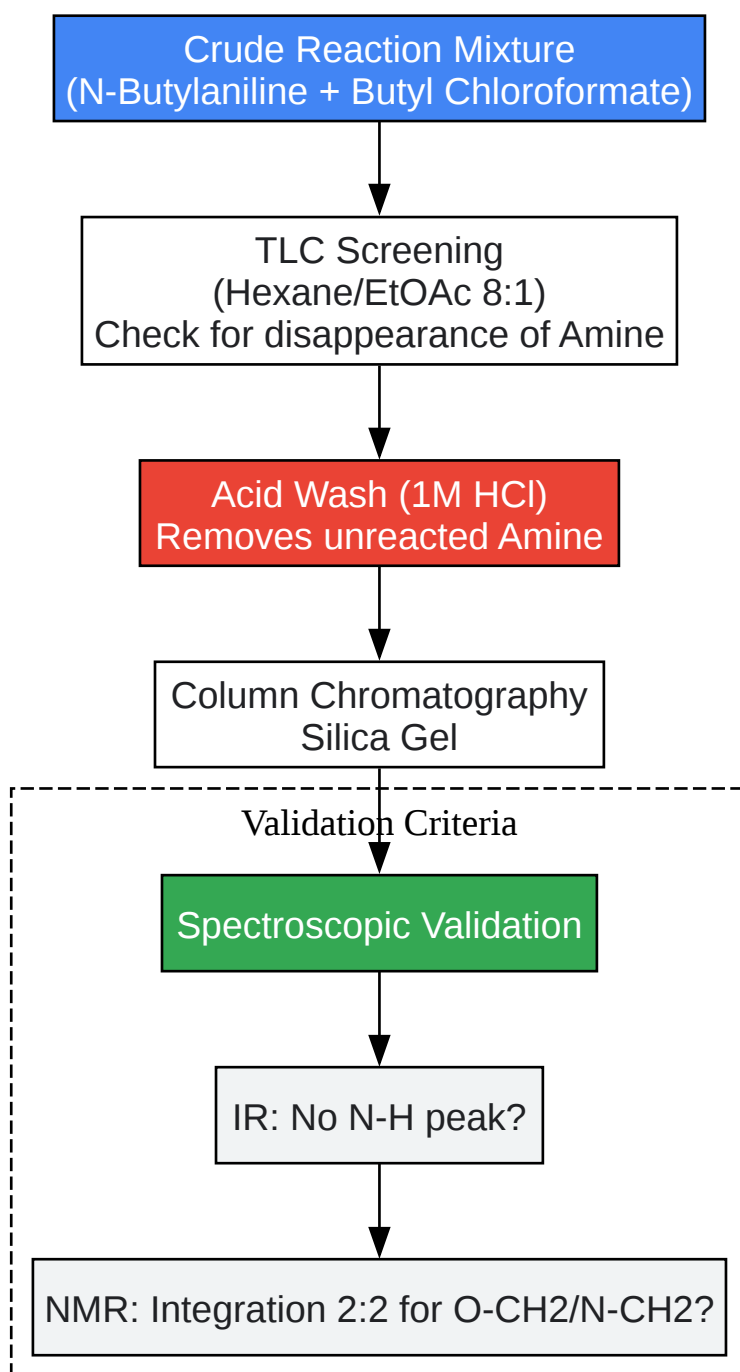 Crude Reaction Mixture
(N-Butylaniline + Butyl Chloroformate)
TLC Screening
(Hexane/EtOAc 8:1)
Check for disappearance of Amine
Acid Wash (1M HCl)
Removes unreacted Amine
Column Chromatography
Silica Gel
Validation Criteria
Spectroscopic Validation
IR: No N-H peak?
NMR: Integration 2:2 for O-CH2/N-CH2?